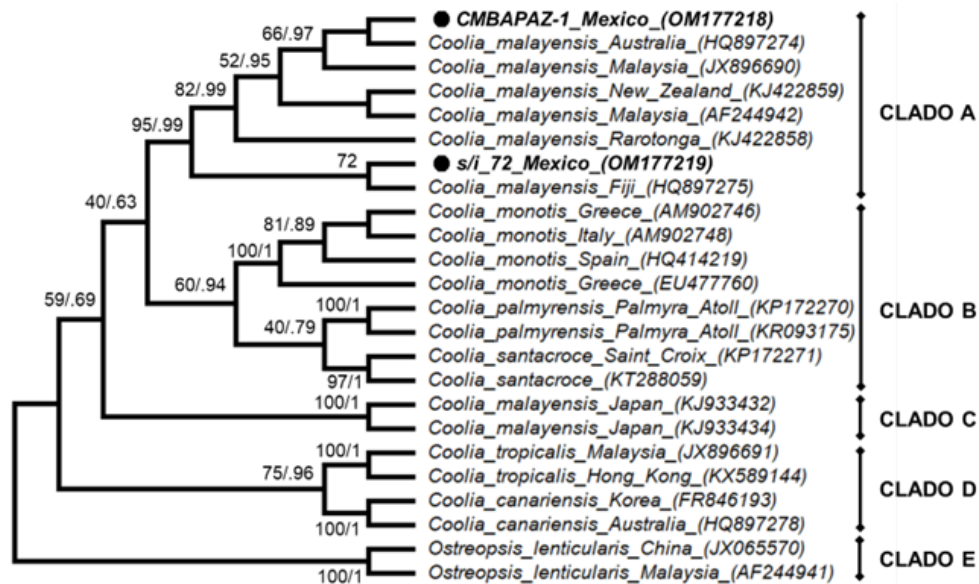 66/.97
CMBAPAZ-1_Mexico_(OM177218)
Coolia_malayensis_Australia_(HQ897274)
52/.95
Coolia_malayensis_Malaysia_(JX896690)
82/.99
Coolia_malayensis_New_Zealand_(KJ422859)
CLADO A
Coolia_malayensis_Malaysia_(AF244942)
95/.99
Coolia_malayensis_Rarotonga_(KJ422858)
72
s/i_72_Mexico_(OM177219)
Coolia_malayensis_Fiji_(HQ897275)
40/.63
Coolia_monotis_Greece_(AM902746)
81/.89
Coolia_monotis_Italy_(AM902748)
100/1
Coolia_monotis_Spain_(HQ414219)
60/.94
Coolia_monotis_Greece_(EU477760)
59/.69
100/1
Coolia_palmyrensis_Palmyra_Atoll_(KP172270)
CLADO B
40/.79
Coolia_palmyrensis_Palmyra_Atoll_(KR093175)
Coolia_santacroce_Saint_Croix_(KP172271)
97/1
Coolia_santacroce_(KT288059)
100/1
Coolia_malayensis_Japan_(KJ933432)
CLADO C
Coolia_malayensis_Japan_(KJ933434)
100/1
Coolia_tropicalis_Malaysia_(JX896691)
75/.96
Coolia_tropicalis_Hong_Kong_(KX589144)
CLADO D
Coolia_canariensis_Korea_(FR846193)
100/1
Coolia_canariensis_Australia_(HQ897278)
Ostreopsis_lenticularis_China_(JX065570)
CLADO E
100/1
Ostreopsis_lenticularis_Malaysia_(AF244941)